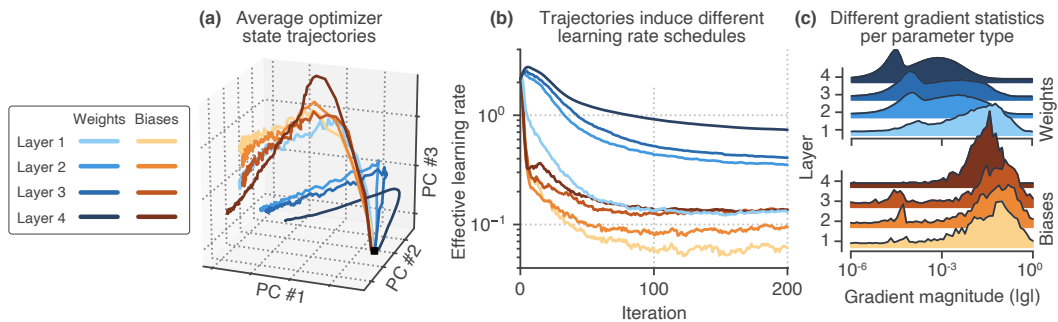 (a) Average optimizer
state trajectories
Weights Biases
Layer 1
Layer 2
Layer 3
Layer 4
PC #1
PC #2
PC #3
(b) Trajectories induce different
learning rate schedules
Effective learning rate
10^0
10^-1
0 100 200
Iteration
(c) Different gradient statistics
per parameter type
Layer
4
3
2
1
Weights
4
3
2
1
Biases
10^-6 10^-3 10^0
Gradient magnitude (|g|)